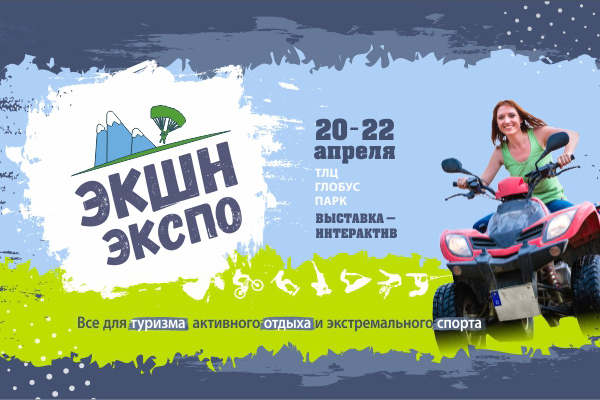 ЭКШН
ЭКСПО
20-22
апреля
ТЛЦ
ГЛОБУС
ПАРК
ВЫСТАВКА –
ИНТЕРАКТИВ
Все для туризма активного отдыха и экстремального спорта